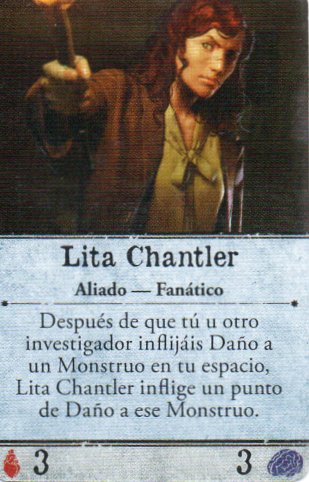 Lita Chantler
Aliado — Fanático
Después de que tú u otro
investigador inflijáis Daño a
un Monstruo en tu espacio,
Lita Chantler inflige un punto
de Daño a ese Monstruo.
3 3